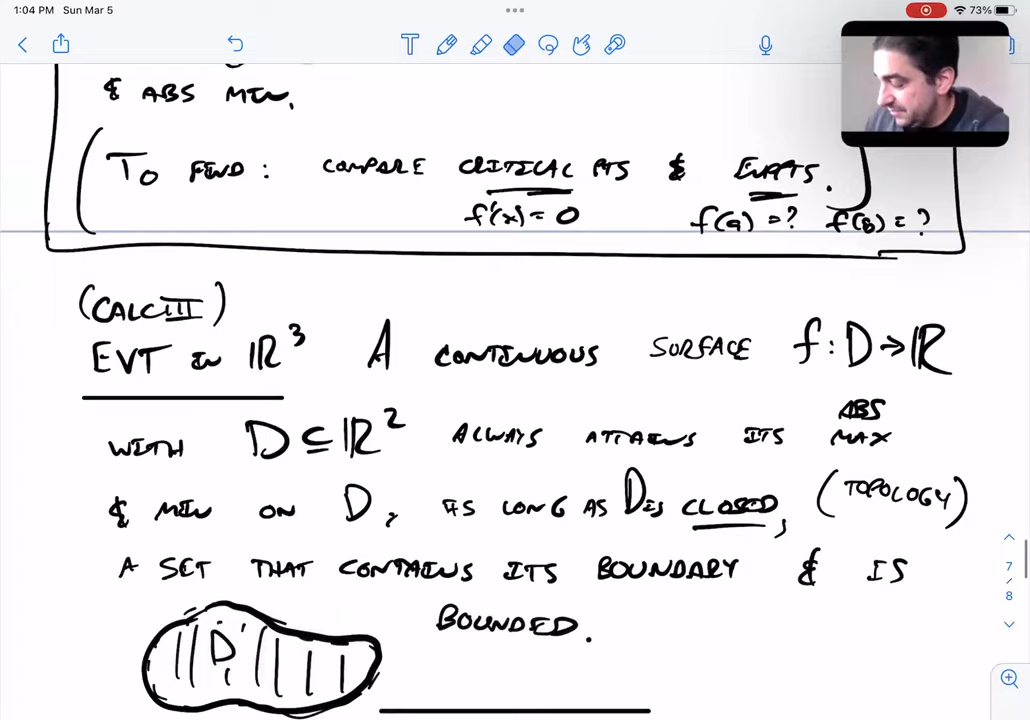 1:04 PM Sun Mar 5
73%
& ABS MIN.
TO FIND: COMPARE CRITICAL PTS & ENDPTS.
f'(x)=0 f(a)=? f(b)=?
(CALC III)
EVT IN ℝ³ A CONTINUOUS SURFACE f: D→ℝ
WITH D⊆ℝ² ALWAYS ATTAINS ITS ABS MAX
& MIN ON D, AS LONG AS D IS CLOSED, (TOPOLOGY)
A SET THAT CONTAINS ITS BOUNDARY & IS
BOUNDED.
D
7
/
8